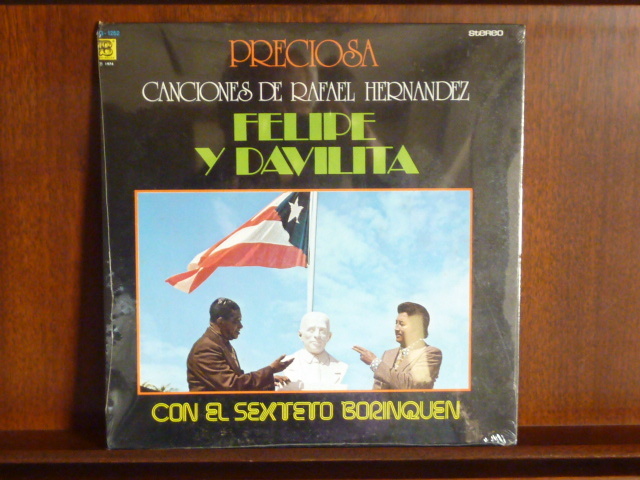 PRECIOSA
STEREO
CANCIONES DE RAFAEL HERNANDEZ
FELIPE
Y DAVILITA
CON EL SEXTETO BORINQUEN